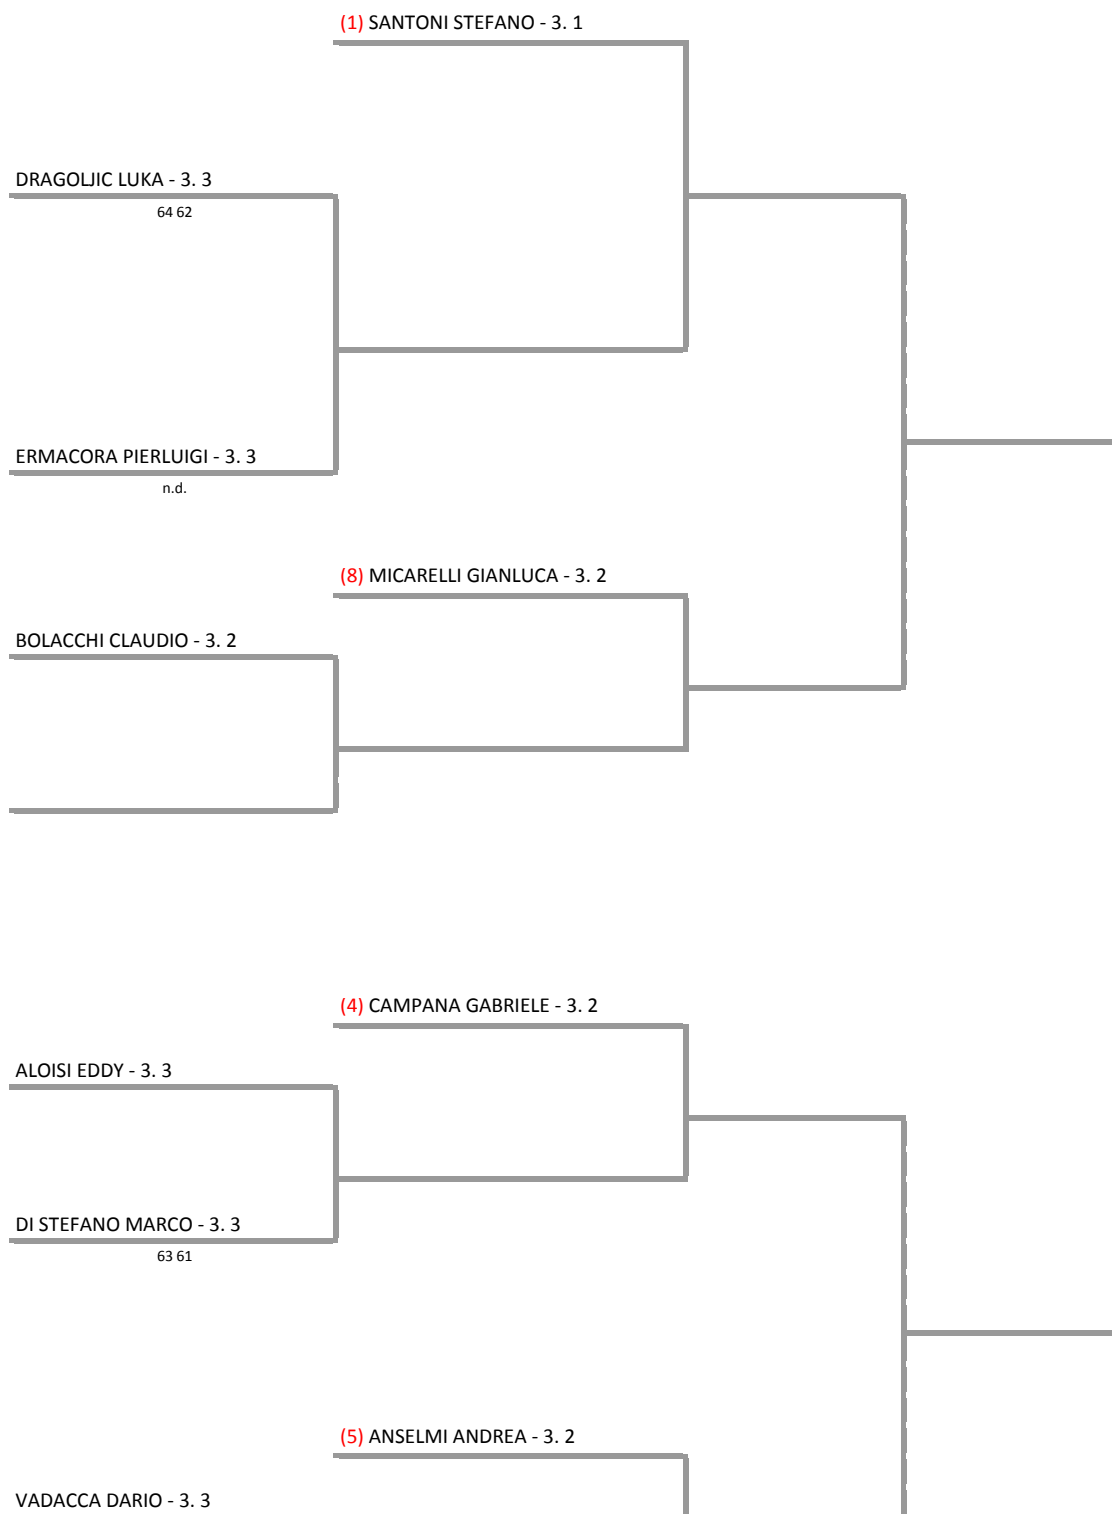 (1) SANTONI STEFANO - 3. 1
DRAGOLJIC LUKA - 3. 3
64 62
ERMACORA PIERLUIGI - 3. 3
n.d.
(8) MICARELLI GIANLUCA - 3. 2
BOLACCHI CLAUDIO - 3. 2
(4) CAMPANA GABRIELE - 3. 2
ALOISI EDDY - 3. 3
DI STEFANO MARCO - 3. 3
63 61
(5) ANSELMI ANDREA - 3. 2
VADACCA DARIO - 3. 3